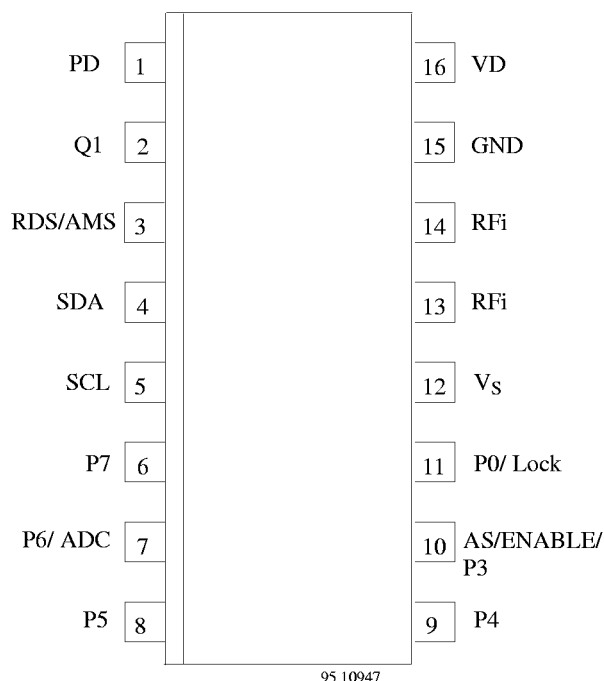 PD 1 16 VD
Q1 2 15 GND
RDS/AMS 3 14 RFi
SDA 4 13 RFi
SCL 5 12 VS
P7 6 11 P0/ Lock
P6/ ADC 7 10 AS/ENABLE/
P3
P5 8 9 P4
95 10947